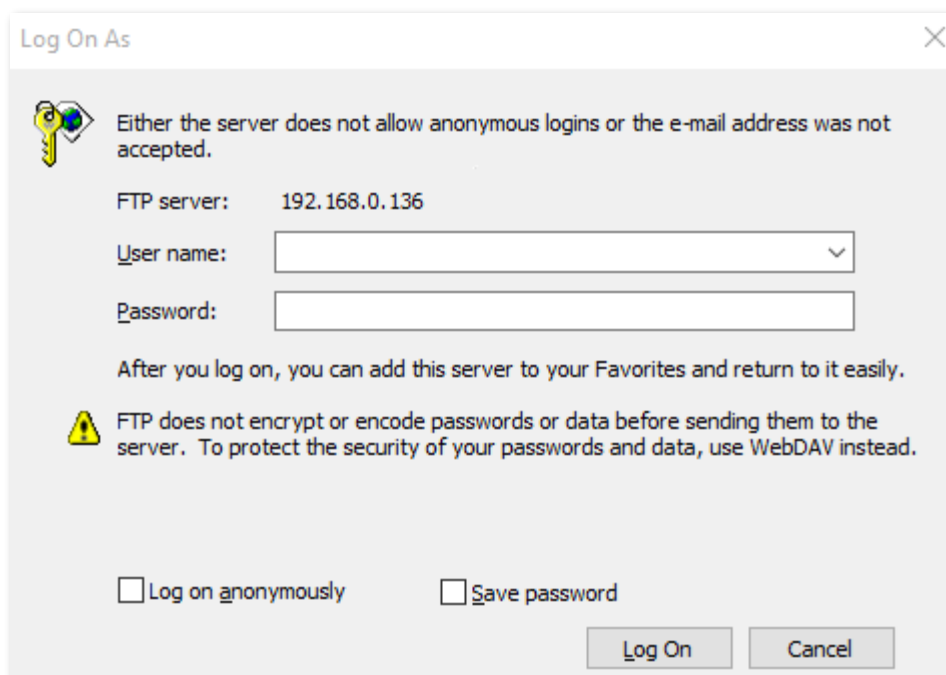 Log On As
Either the server does not allow anonymous logins or the e-mail address was not
accepted.
FTP server: 192.168.0.136
User name:
Password:
After you log on, you can add this server to your Favorites and return to it easily.
FTP does not encrypt or encode passwords or data before sending them to the
server.  To protect the security of your passwords and data, use WebDAV instead.
Log on anonymously Save password
Log On Cancel